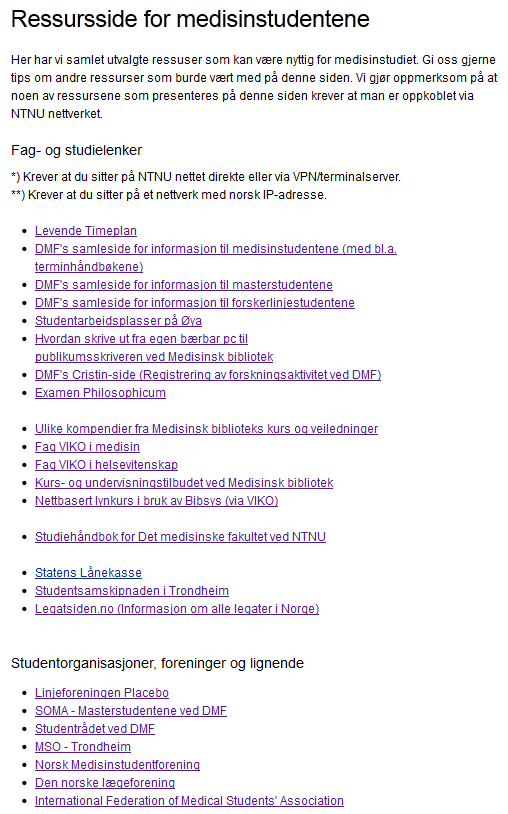 Ressursside for medisinstudentene
Her har vi samlet utvalgte ressuser som kan være nyttig for medisinstudiet. Gi oss gjerne
tips om andre ressurser som burde vært med på denne siden. Vi gjør oppmerksom på at
noen av ressursene som presenteres på denne siden krever at man er oppkoblet via
NTNU nettverket.
Fag- og studielenker
*) Krever at du sitter på NTNU nettet direkte eller via VPN/terminalserver.
**) Krever at du sitter på et nettverk med norsk IP-adresse.
Levende Timeplan
DMF's samleside for informasjon til medisinstudentene (med bl.a.
terminhåndbøkene)
DMF's samleside for informasjon til masterstudentene
DMF's samleside for informasjon til forskerlinjestudentene
Studentarbeidsplasser på Øya
Hvordan skrive ut fra egen bærbar pc til
publikumsskriveren ved Medisinsk bibliotek
DMF's Cristin-side (Registrering av forskningsaktivitet ved DMF)
Examen Philosophicum
Ulike kompendier fra Medisinsk biblioteks kurs og veiledninger
Fag VIKO i medisin
Fag VIKO i helsevitenskap
Kurs- og undervisningstilbudet ved Medisinsk bibliotek
Nettbasert lynkurs i bruk av Bibsys (via VIKO)
Studiehåndbok for Det medisinske fakultet ved NTNU
Statens Lånekasse
Studentsamskipnaden i Trondheim
Legatsiden.no (Informasjon om alle legater i Norge)
Studentorganisasjoner, foreninger og lignende
Linjeforeningen Placebo
SOMA - Masterstudentene ved DMF
Studentrådet ved DMF
MSO - Trondheim
Norsk Medisinstudentforening
Den norske lægeforening
International Federation of Medical Students' Association